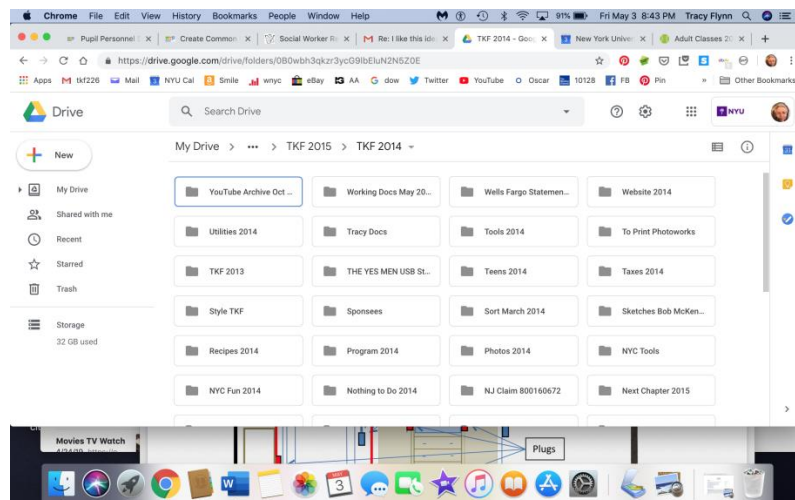 Chrome File Edit View History Bookmarks People Window Help 91% Fri May 3 8:43 PM Tracy Flynn
Pupil Personnel Create Common Social Worker Re Re: I like this ide TKF 2014 - Goog New York Univer Adult Classes 20
https://drive.google.com/drive/folders/
Apps tkf226 Mail NYU Cal Smile wnyc eBay AA dow Twitter YouTube Oscar 10128 FB Pin » Other Bookmarks
Drive Search Drive NYU
New My Drive > ••• > TKF 2015 > TKF 2014
My Drive YouTube Archive Oct ... Working Docs May 20... Wells Fargo Statemen... Website 2014
Shared with me
Recent Utilities 2014 Tracy Docs Tools 2014 To Print Photoworks
Starred TKF 2013 THE YES MEN USB St... Teens 2014 Taxes 2014
Trash
Style TKF Sponsees Sort March 2014 Sketches Bob McKen...
Storage
32 GB used
Recipes 2014 Program 2014 Photos 2014 NYC Tools
NYC Fun 2014 Nothing to Do 2014 NJ Claim 800160672 Next Chapter 2015
Movies TV Watch
Plugs
3